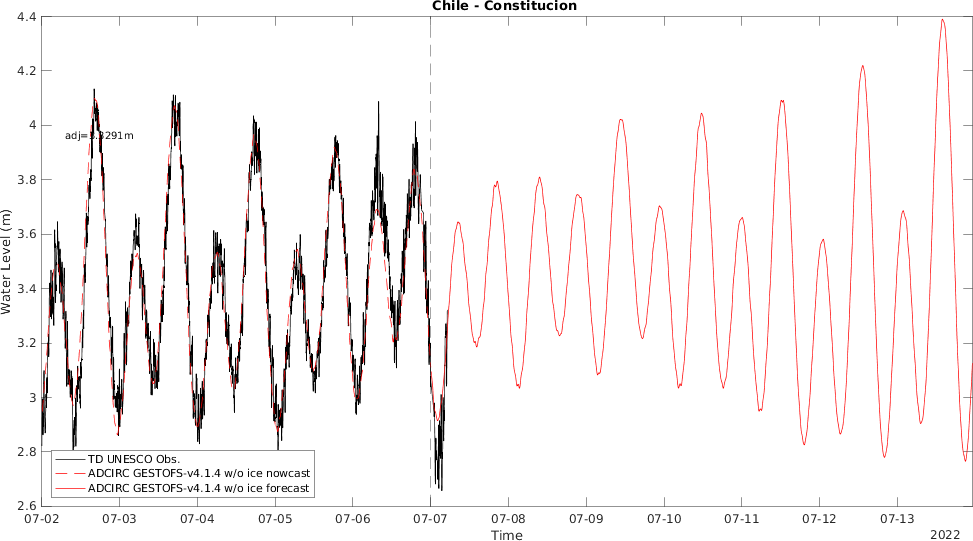 Chile - Constitucion
4.4
4.2
4
3.8
3.6
3.4
3.2
3
2.8
2.6
Water Level (m)
TD UNESCO Obs.
ADCIRC GESTOFS-v4.1.4 w/o ice nowcast
ADCIRC GESTOFS-v4.1.4 w/o ice forecast
07-02 07-03 07-04 07-05 07-06 07-07 07-08 07-09 07-10 07-11 07-12 07-13
Time
2022